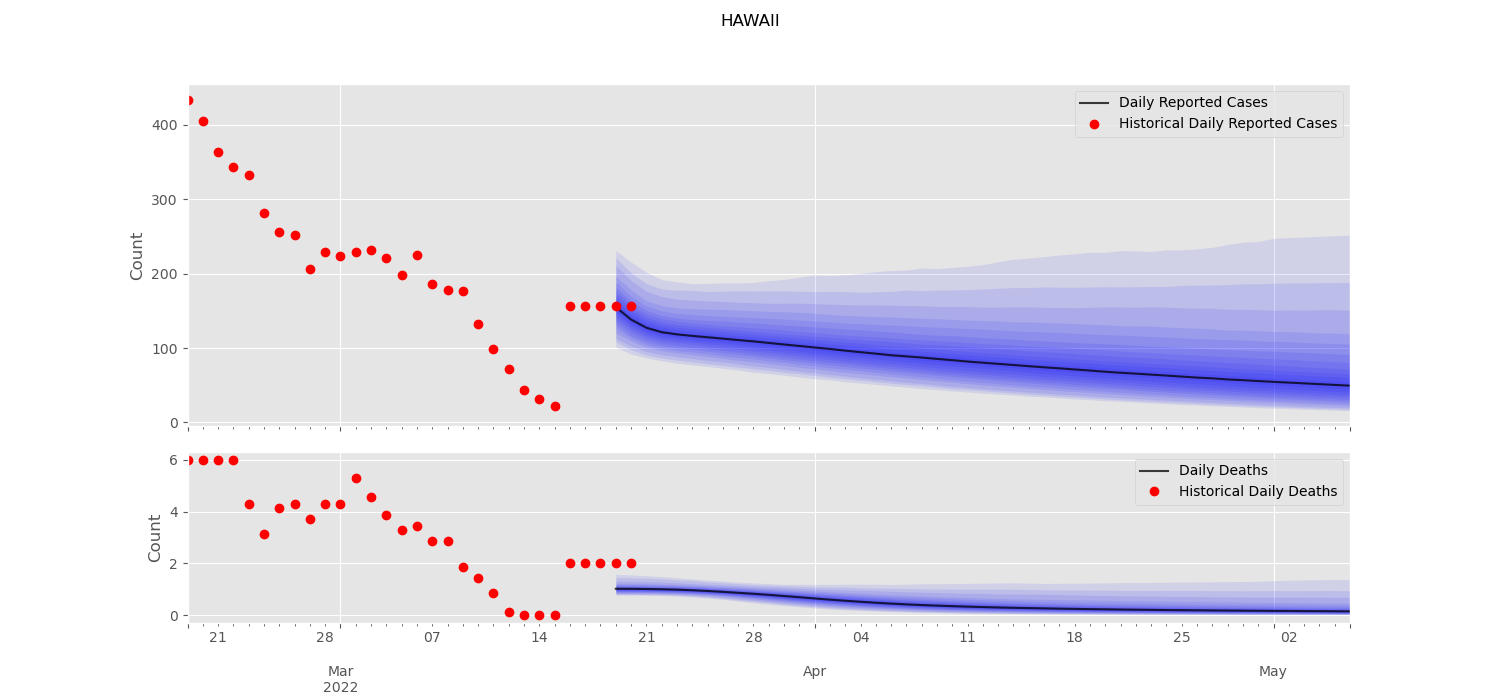 HAWAII
Daily Reported Cases
Historical Daily Reported Cases
400
300
200
100
0
Count
Daily Deaths
Historical Daily Deaths
6
4
2
0
Count
21 28 07 14 21 28 04 11 18 25 02
Mar Apr May
2022